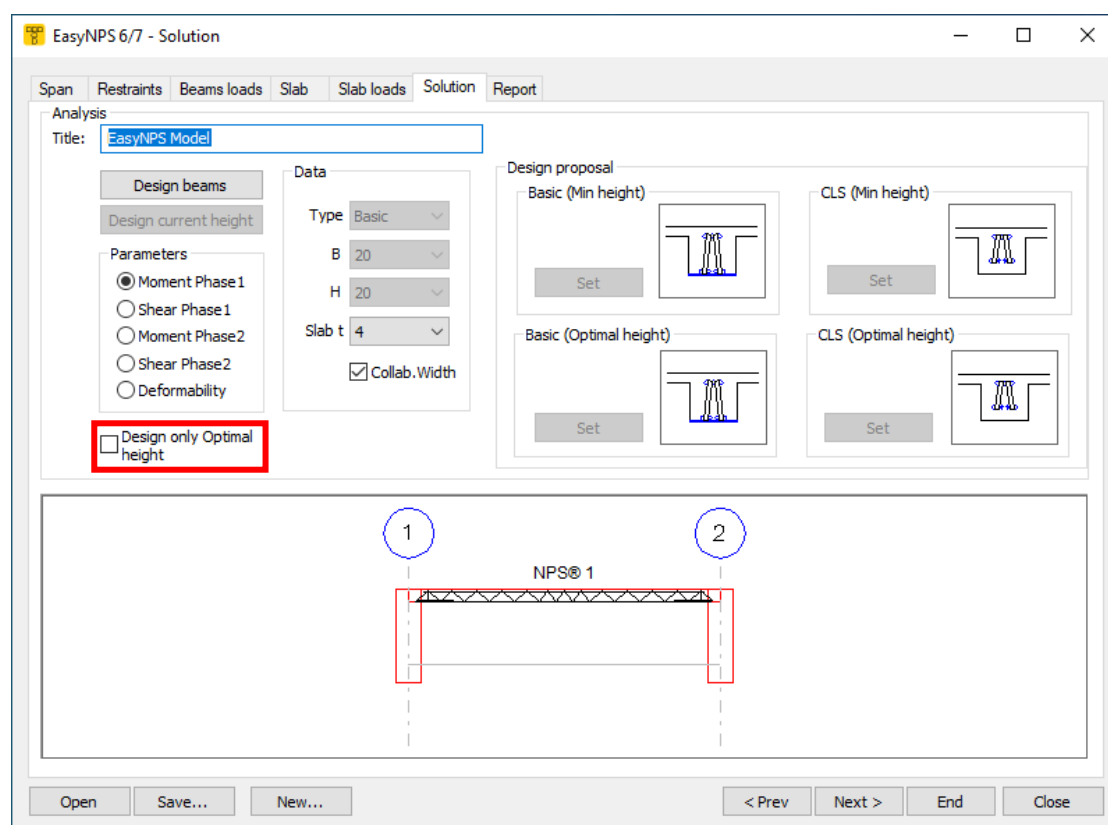 EasyNPS 6/7 - Solution
Span Restraints Beams loads Slab Slab loads Solution Report
Analysis
Title: EasyNPS Model
Design beams
Design current height
Parameters
Moment Phase1
Shear Phase1
Moment Phase2
Shear Phase2
Deformability
Design only Optimal
height
Data
Type Basic
B 20
H 20
Slab t 4
Collab.Width
Design proposal
Basic (Min height)
Set
CLS (Min height)
Set
Basic (Optimal height)
Set
CLS (Optimal height)
Set
1
2
NPS® 1
Open Save... New... < Prev Next > End Close